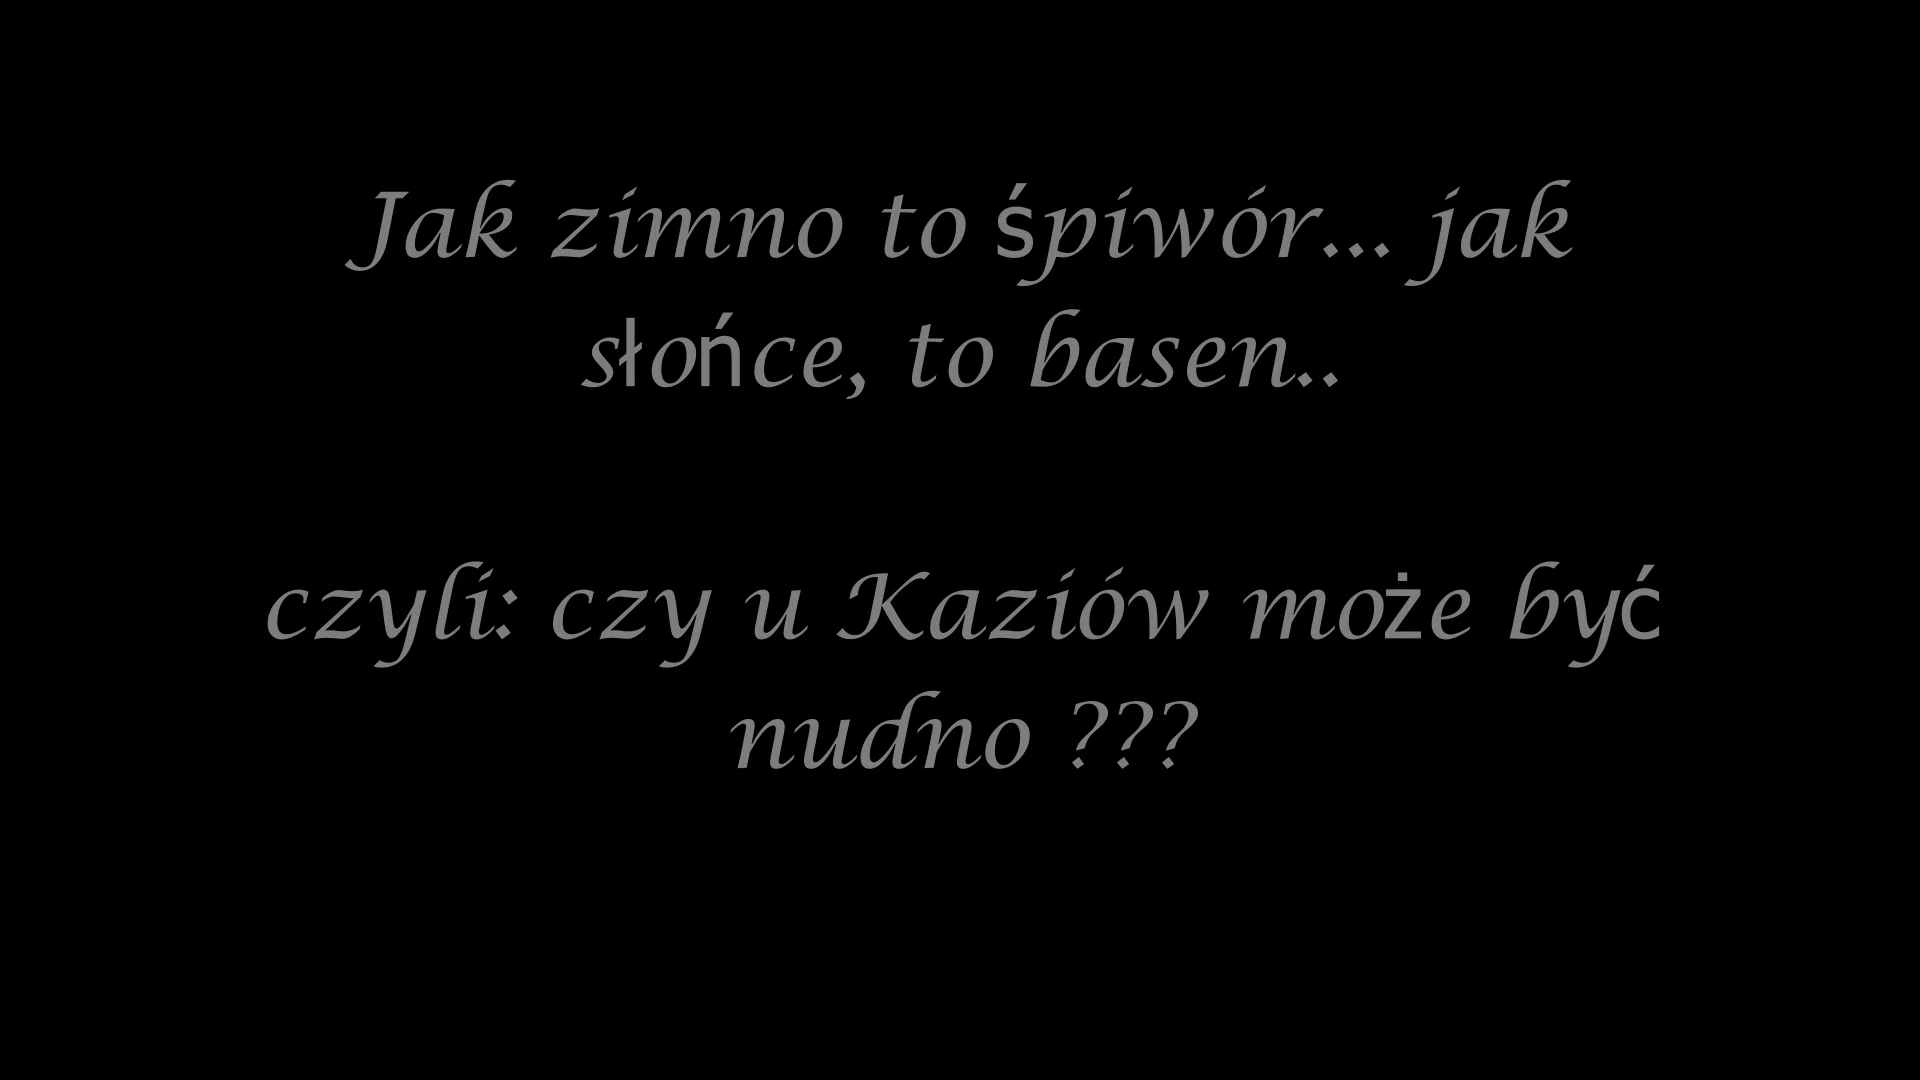 Jak zimno to śpiwór... jak
słońce, to basen..
czyli: czy u Kaziów może być
nudno ???